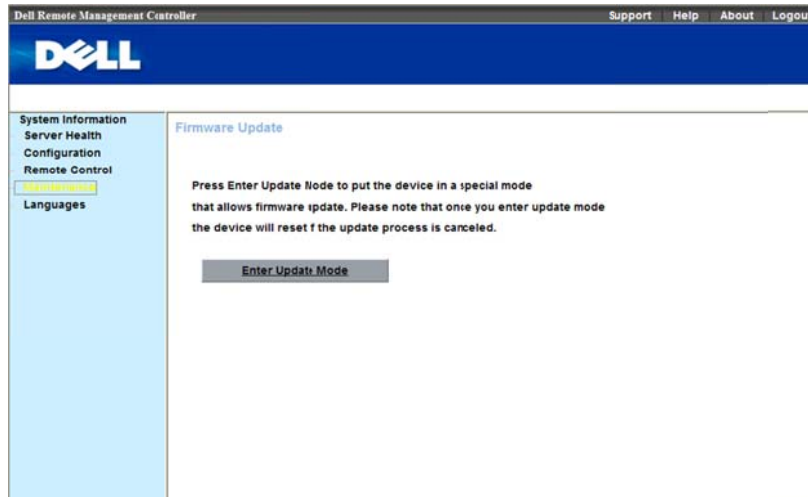 Dell Remote Management Controller
Support Help About Logou
DELL
System Information
Server Health
Configuration
Remote Control
Maintenance
Languages
Firmware Update
Press Enter Update Mode to put the device in a special mode
that allows firmware update. Please note that once you enter update mode
the device will reset f the update process is canceled.
Enter Update Mode